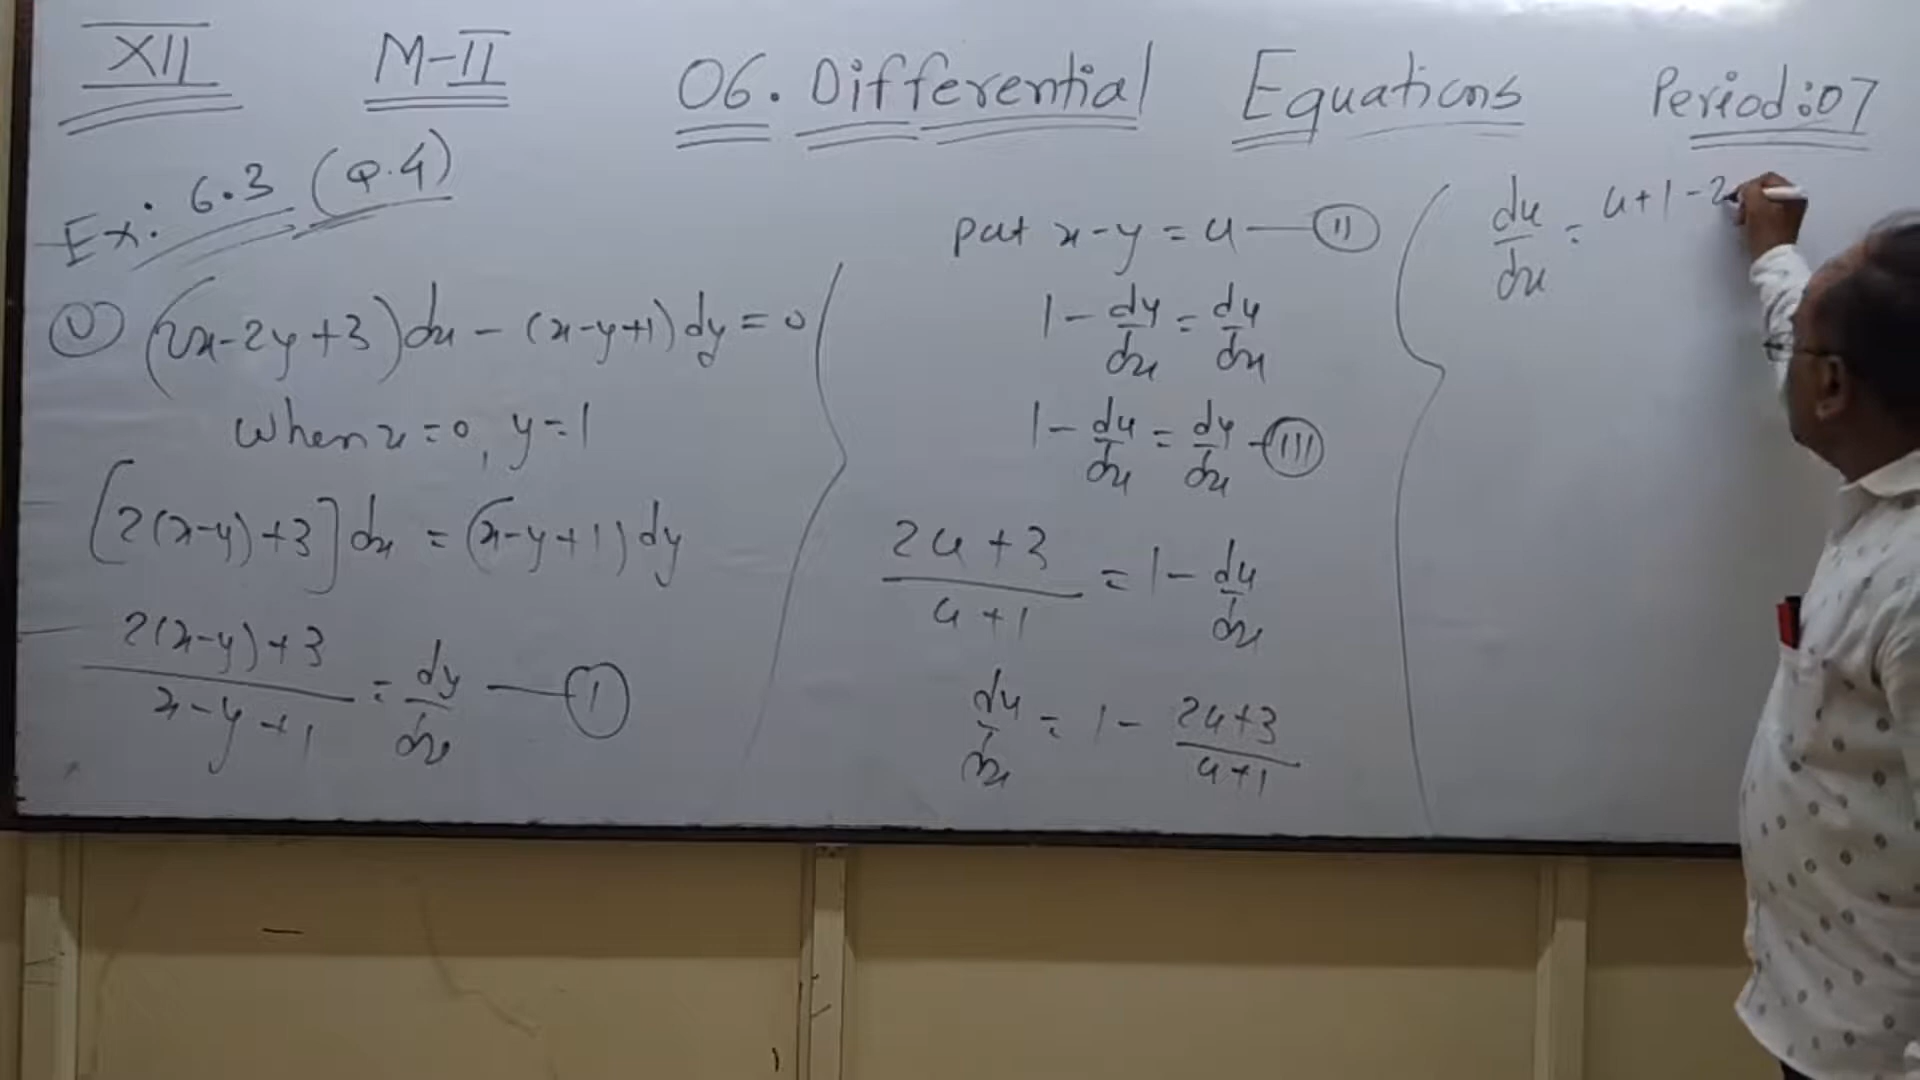 XII M-II 06. Differential Equations Period:07
Ex: 6.3 (Q.4)
(v) (2x-2y+3)dx - (x-y+1)dy = 0
when x=0, y=1
[2(x-y)+3]dx = (x-y+1)dy
2(x-y)+3
/ x-y+1 = dy/dx — (I)
put x-y = u — (II)
1 - dy/dx = du/dx
1 - du/dx = dy/dx — (III)
2u+3 / u+1 = 1 - du/dx
du/dx = 1 - 2u+3 / u+1
du/dx = u+1-2